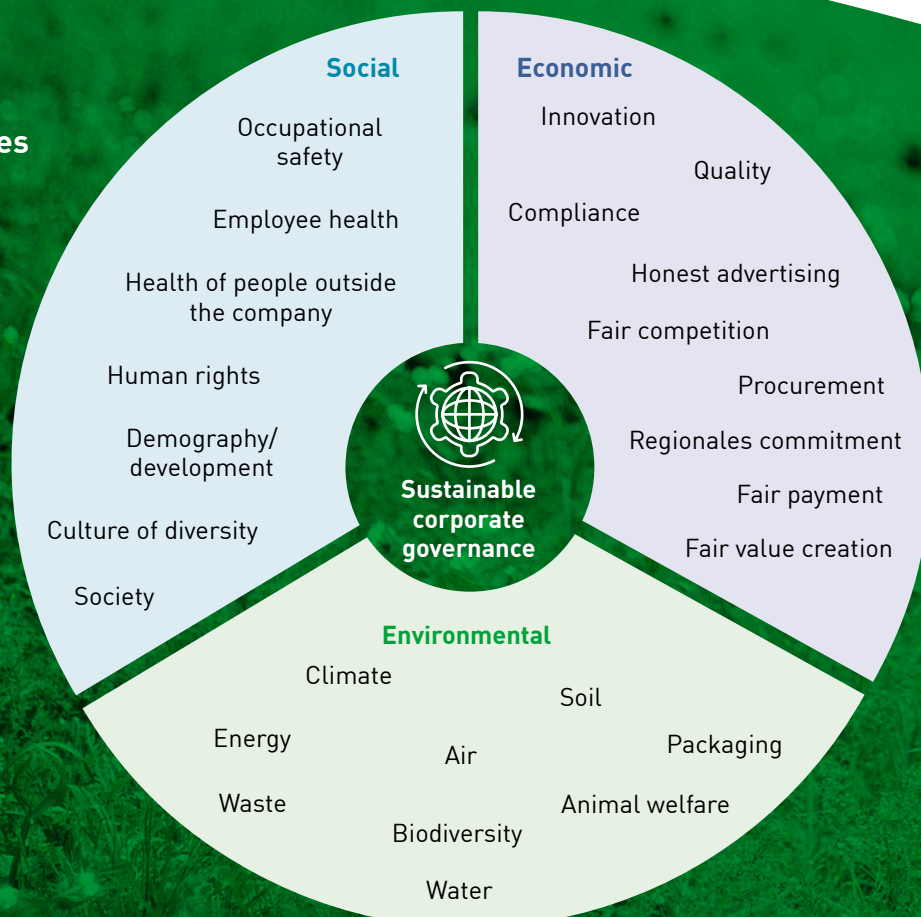 es
Social
Occupational
safety
Employee health
Health of people outside
the company
Human rights
Demography/
development
Culture of diversity
Society
Economic
Innovation
Quality
Compliance
Honest advertising
Fair competition
Procurement
Regionales commitment
Fair payment
Fair value creation
Sustainable
corporate
governance
Environmental
Climate
Soil
Energy
Air
Packaging
Waste
Animal welfare
Biodiversity
Water